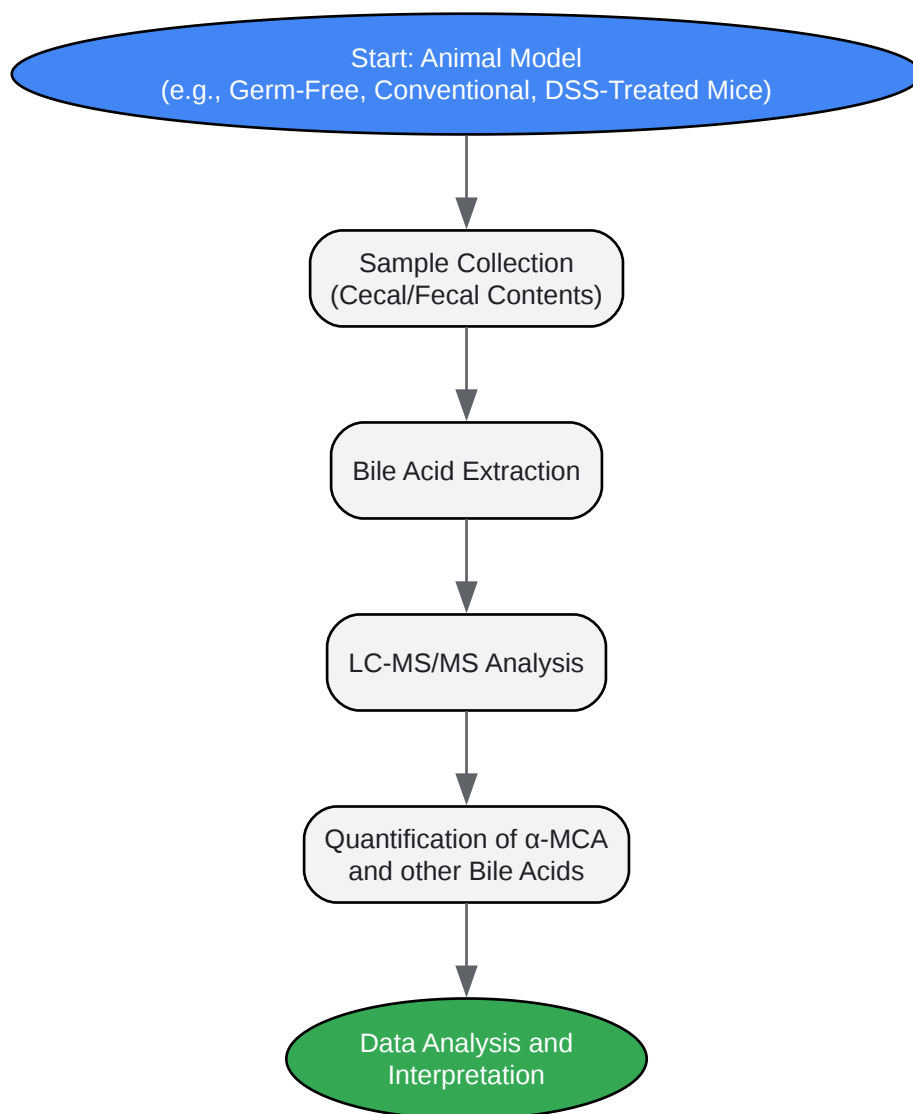 Start: Animal Model
(e.g., Germ-Free, Conventional, DSS-Treated Mice)
Sample Collection
(Cecal/Fecal Contents)
Bile Acid Extraction
LC-MS/MS Analysis
Quantification of α-MCA
and other Bile Acids
Data Analysis and
Interpretation